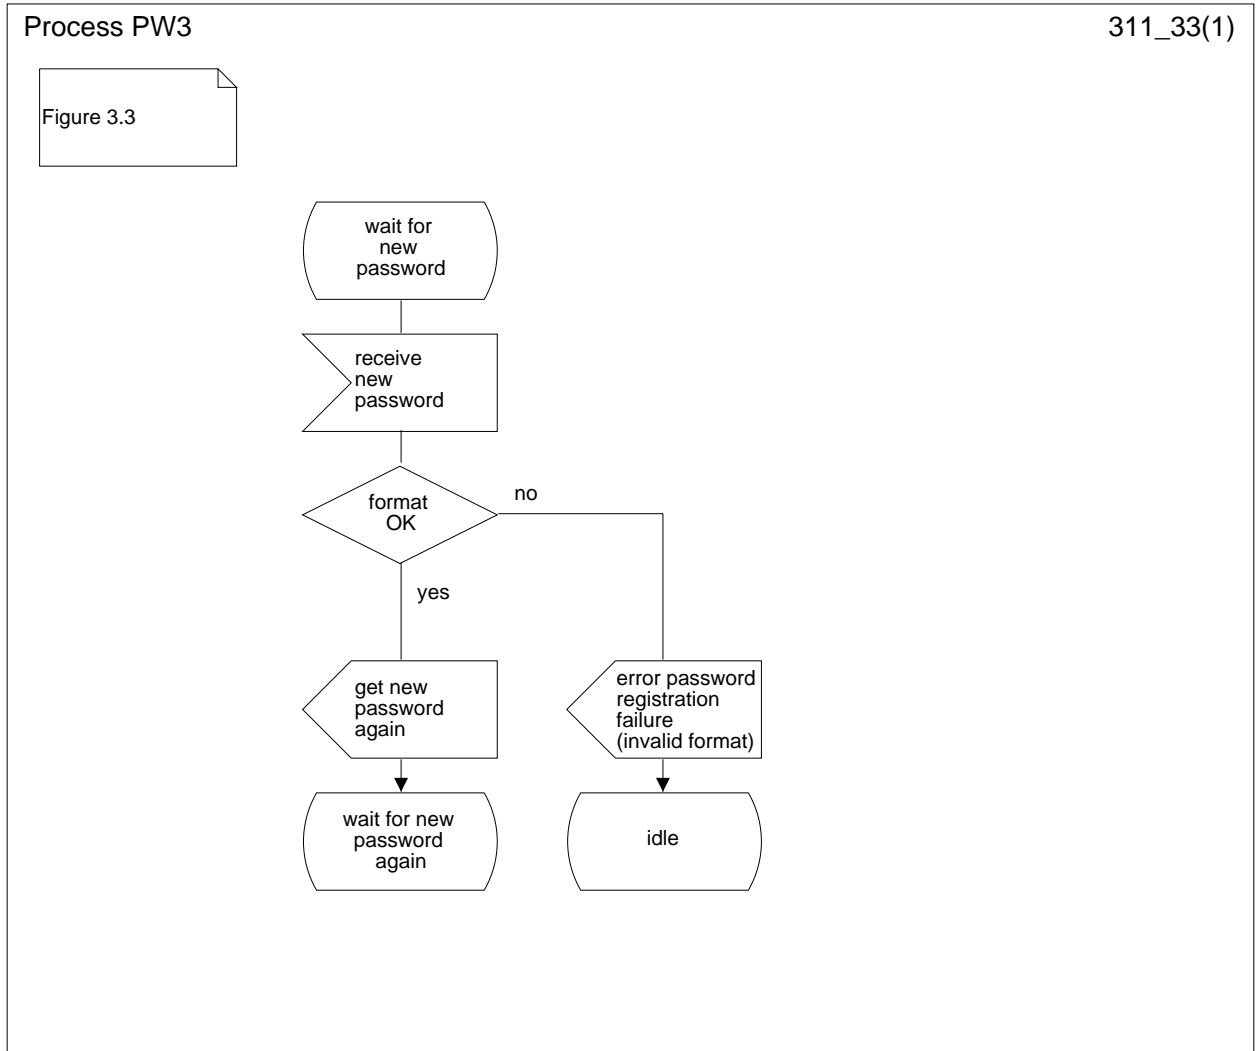 Process PW3
311_33(1)
Figure 3.3
wait for
new
password
receive
new
password
format
OK
no
yes
get new
password
again
error password
registration
failure
(invalid format)
wait for new
password
again
idle